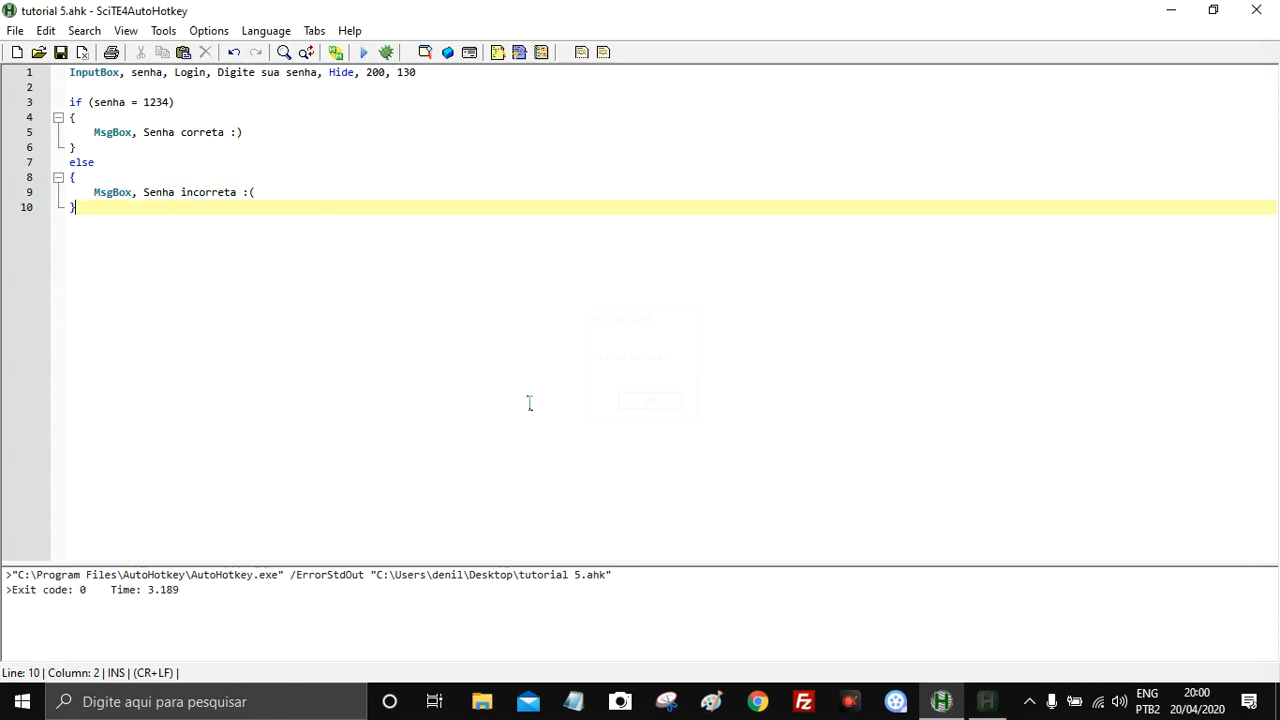 tutorial 5.ahk - SciTE4AutoHotkey
File Edit Search View Tools Options Language Tabs Help
1 InputBox, senha, Login, Digite sua senha, Hide, 200, 130
2
3 if (senha = 1234)
4 {
5 MsgBox, Senha correta :)
6 }
7 else
8 {
9 MsgBox, Senha incorreta :(
10 }
>"C:\Program Files\AutoHotkey\AutoHotkey.exe" /ErrorStdOut "C:\Users\denil\Desktop\tutorial 5.ahk"
>Exit code: 0 Time: 3.189
Line: 10 | Column: 2 | INS | (CR+LF) |
Digite aqui para pesquisar
ENG 20:00
PTB2 20/04/2020